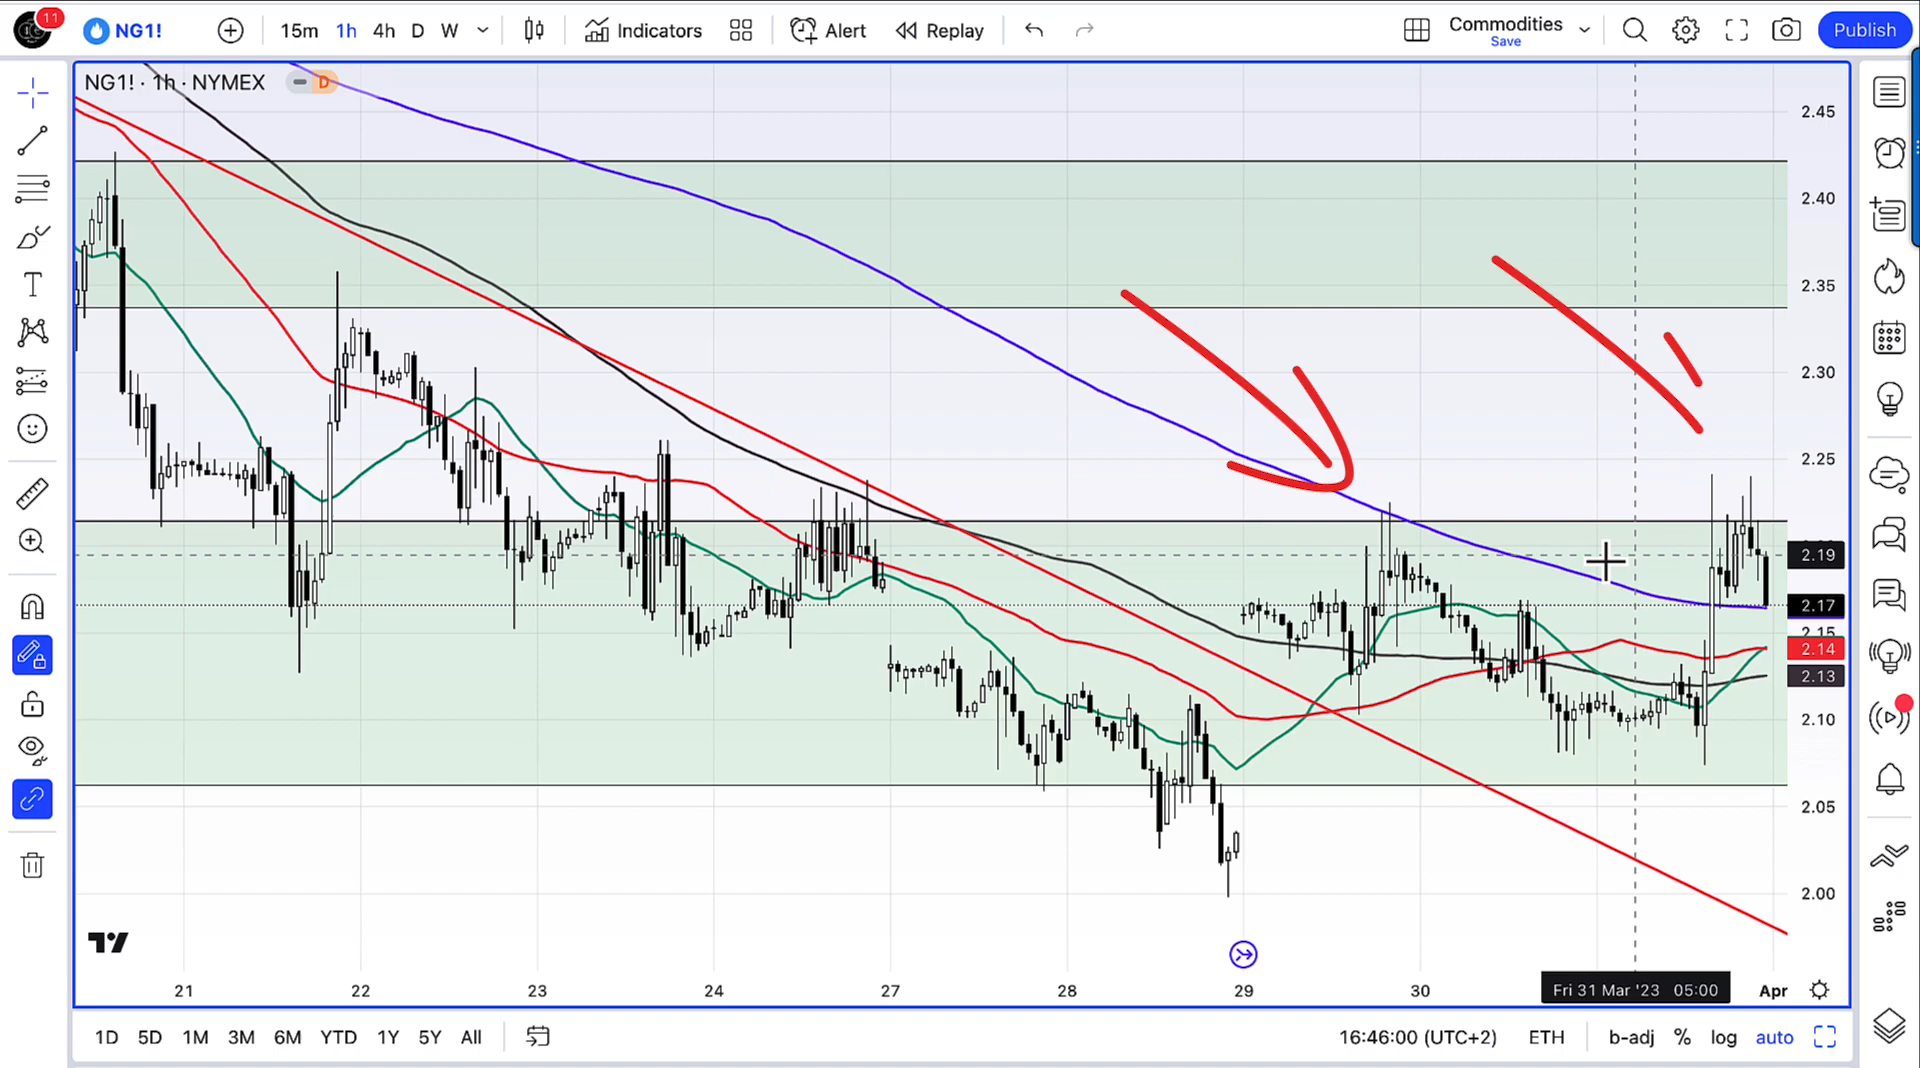 11
NG1!
15m 1h 4h D W
Indicators
Alert
Replay
Commodities
Save
Publish
NG1! · 1h · NYMEX
D
2.45
2.40
2.35
2.30
2.25
2.19
2.17
2.15
2.14
2.13
2.10
2.05
2.00
21 22 23 24 27 28 29 30 Fri 31 Mar '23 05:00 Apr
1D 5D 1M 3M 6M YTD 1Y 5Y All
16:46:00 (UTC+2) ETH b-adj % log auto